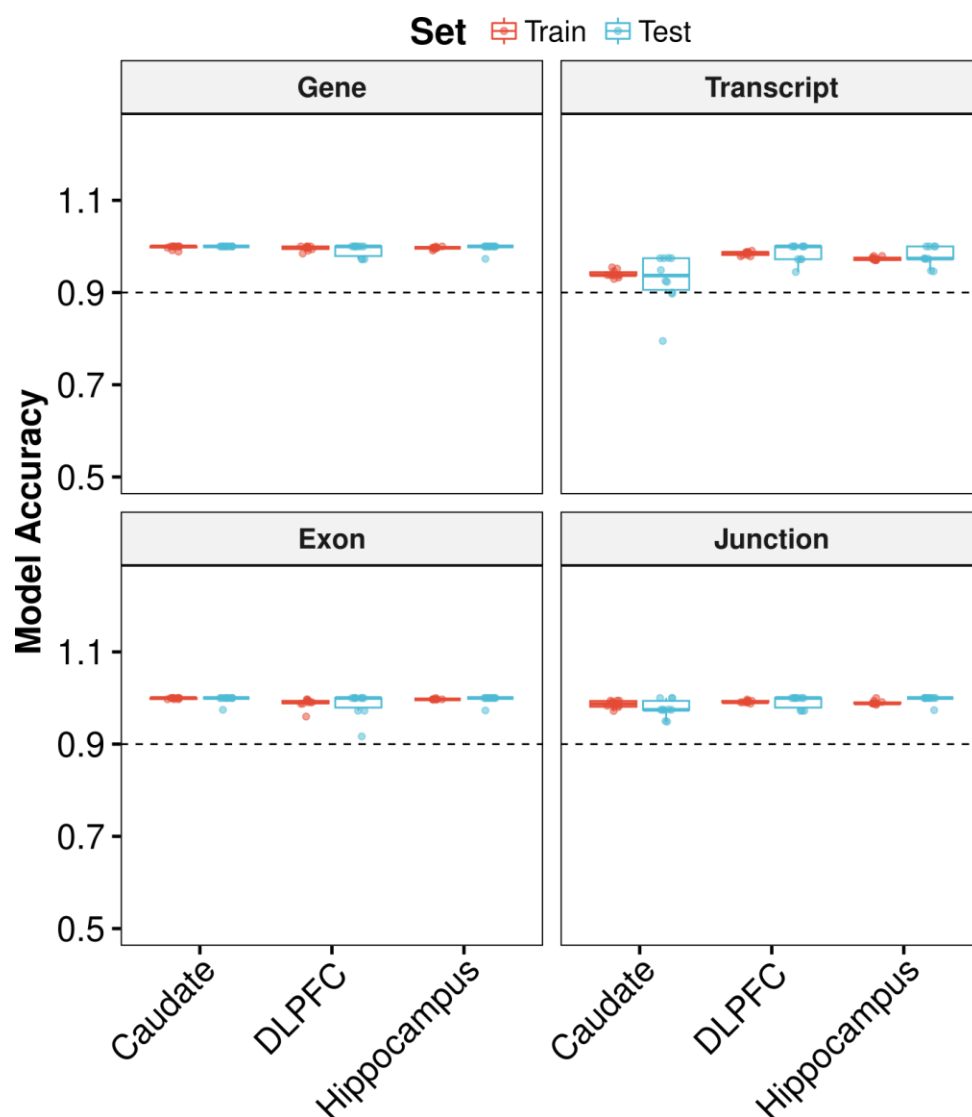 Set Train Test
Gene
Transcript
Model Accuracy
1.1
0.9
0.7
0.5
Exon
Junction
1.1
0.9
0.7
0.5
Caudate
DLPFC
Hippocampus
Caudate
DLPFC
Hippocampus